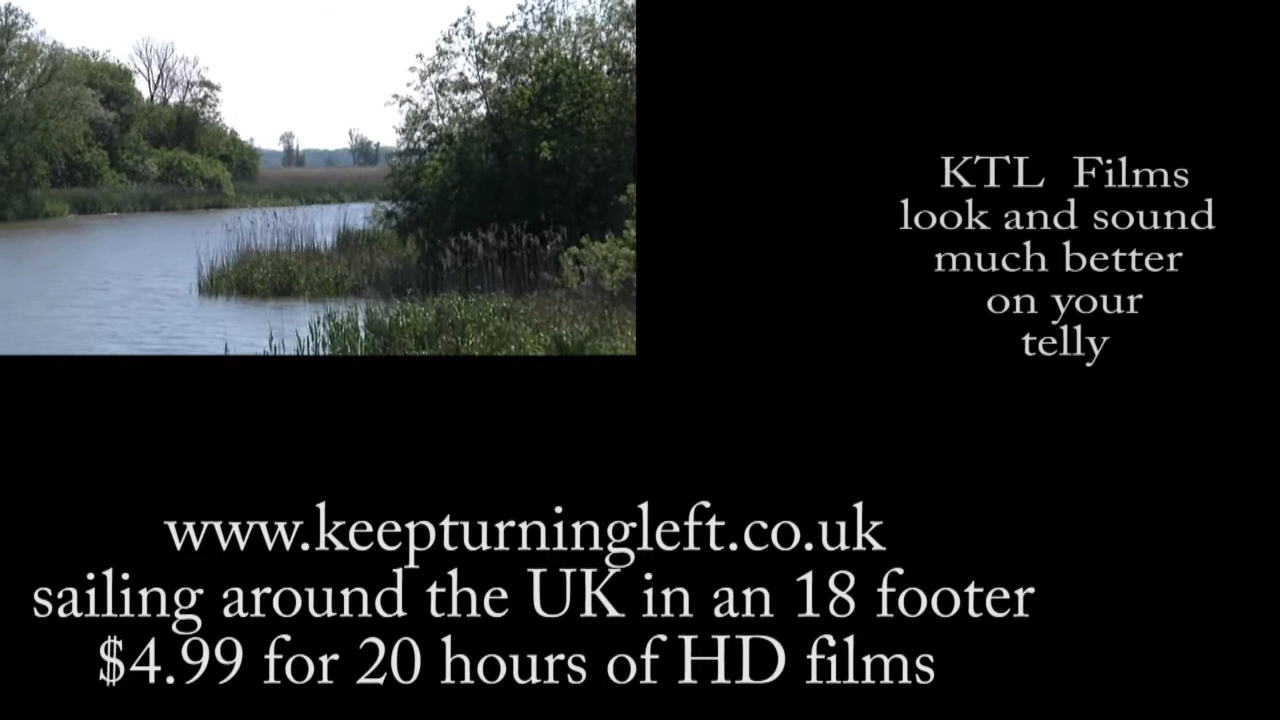 KTL Films
look and sound
much better
on your
telly
www.keepturningleft.co.uk
sailing around the UK in an 18 footer
$4.99 for 20 hours of HD films